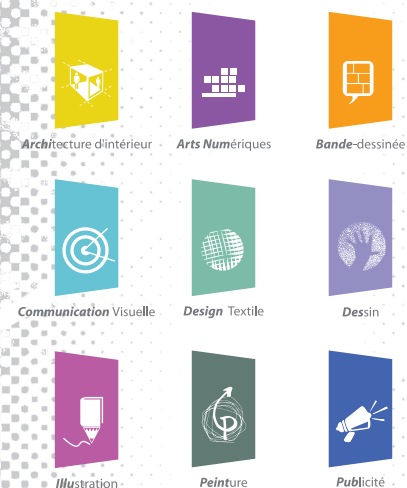 Architecture d'intérieur
Arts Numériques
Bande-dessinée
Communication Visuelle
Design Textile
Dessin
Illustration
Peinture
Publicité